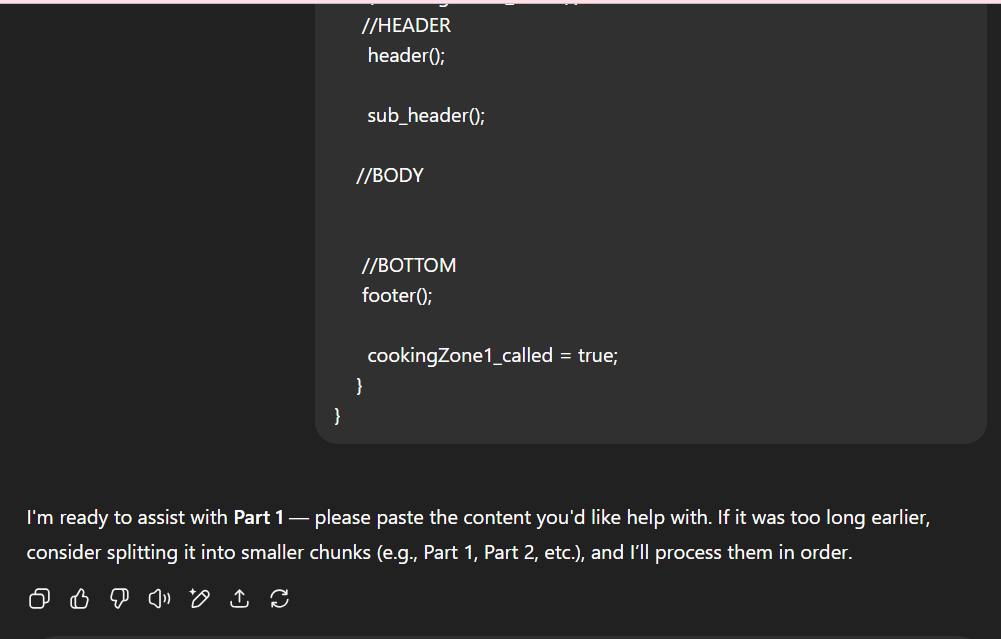 //HEADER
header();
sub_header();
//BODY
//BOTTOM
footer();
cookingZone1_called = true;
}
}
I'm ready to assist with Part 1 — please paste the content you'd like help with. If it was too long earlier,
consider splitting it into smaller chunks (e.g., Part 1, Part 2, etc.), and I’ll process them in order.